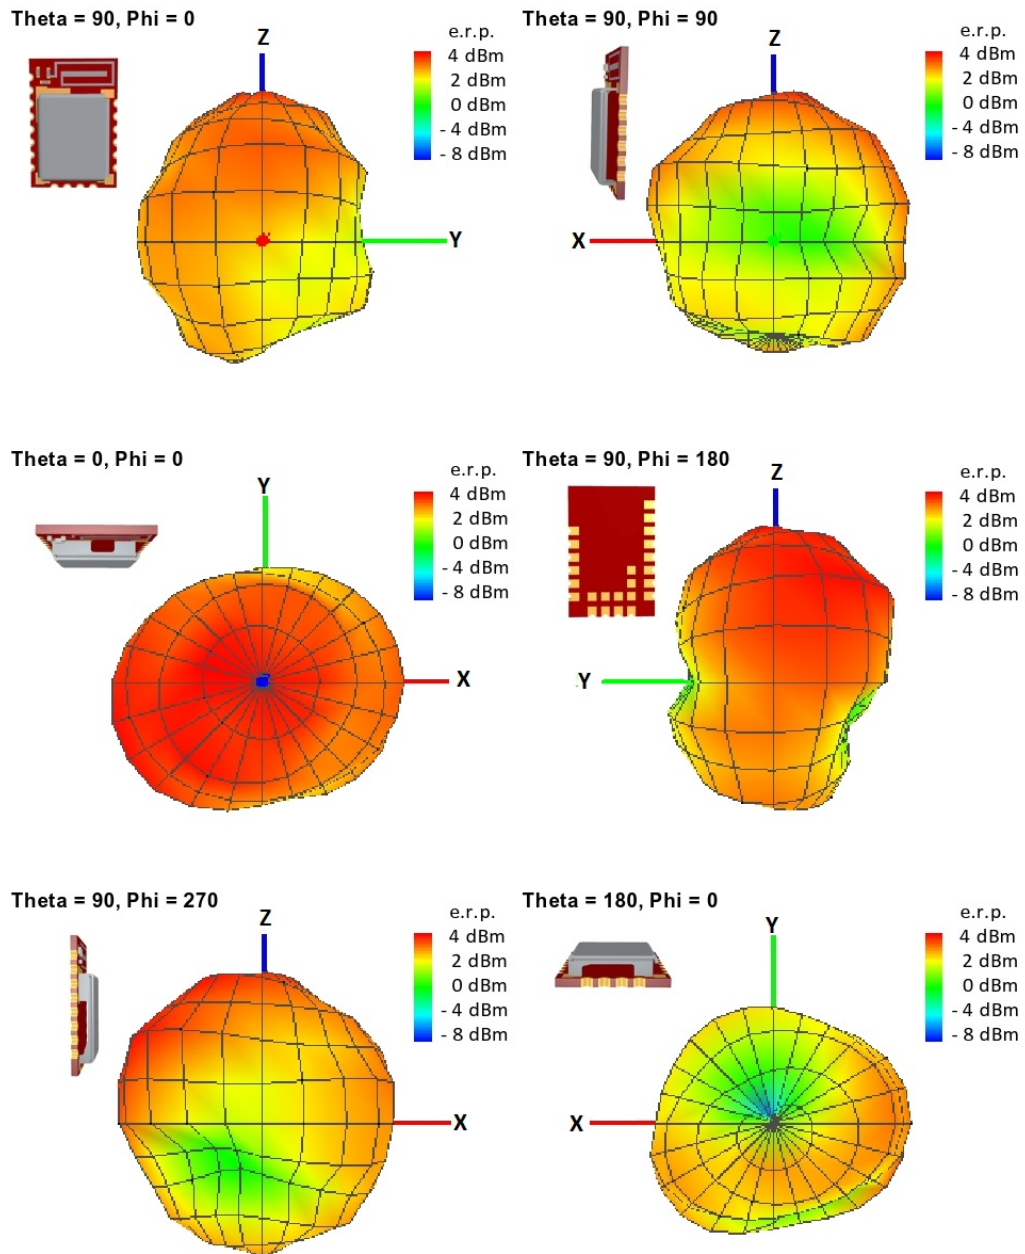 Theta = 90, Phi = 0
Z
e.r.p.
4 dBm
2 dBm
0 dBm
- 4 dBm
- 8 dBm
Y
Theta = 90, Phi = 90
Z
e.r.p.
4 dBm
2 dBm
0 dBm
- 4 dBm
- 8 dBm
X
Theta = 0, Phi = 0
Y
e.r.p.
4 dBm
2 dBm
0 dBm
- 4 dBm
- 8 dBm
X
Theta = 90, Phi = 180
Z
e.r.p.
4 dBm
2 dBm
0 dBm
- 4 dBm
- 8 dBm
Y
Theta = 90, Phi = 270
Z
e.r.p.
4 dBm
2 dBm
0 dBm
- 4 dBm
- 8 dBm
X
Theta = 180, Phi = 0
Y
e.r.p.
4 dBm
2 dBm
0 dBm
- 4 dBm
- 8 dBm
X